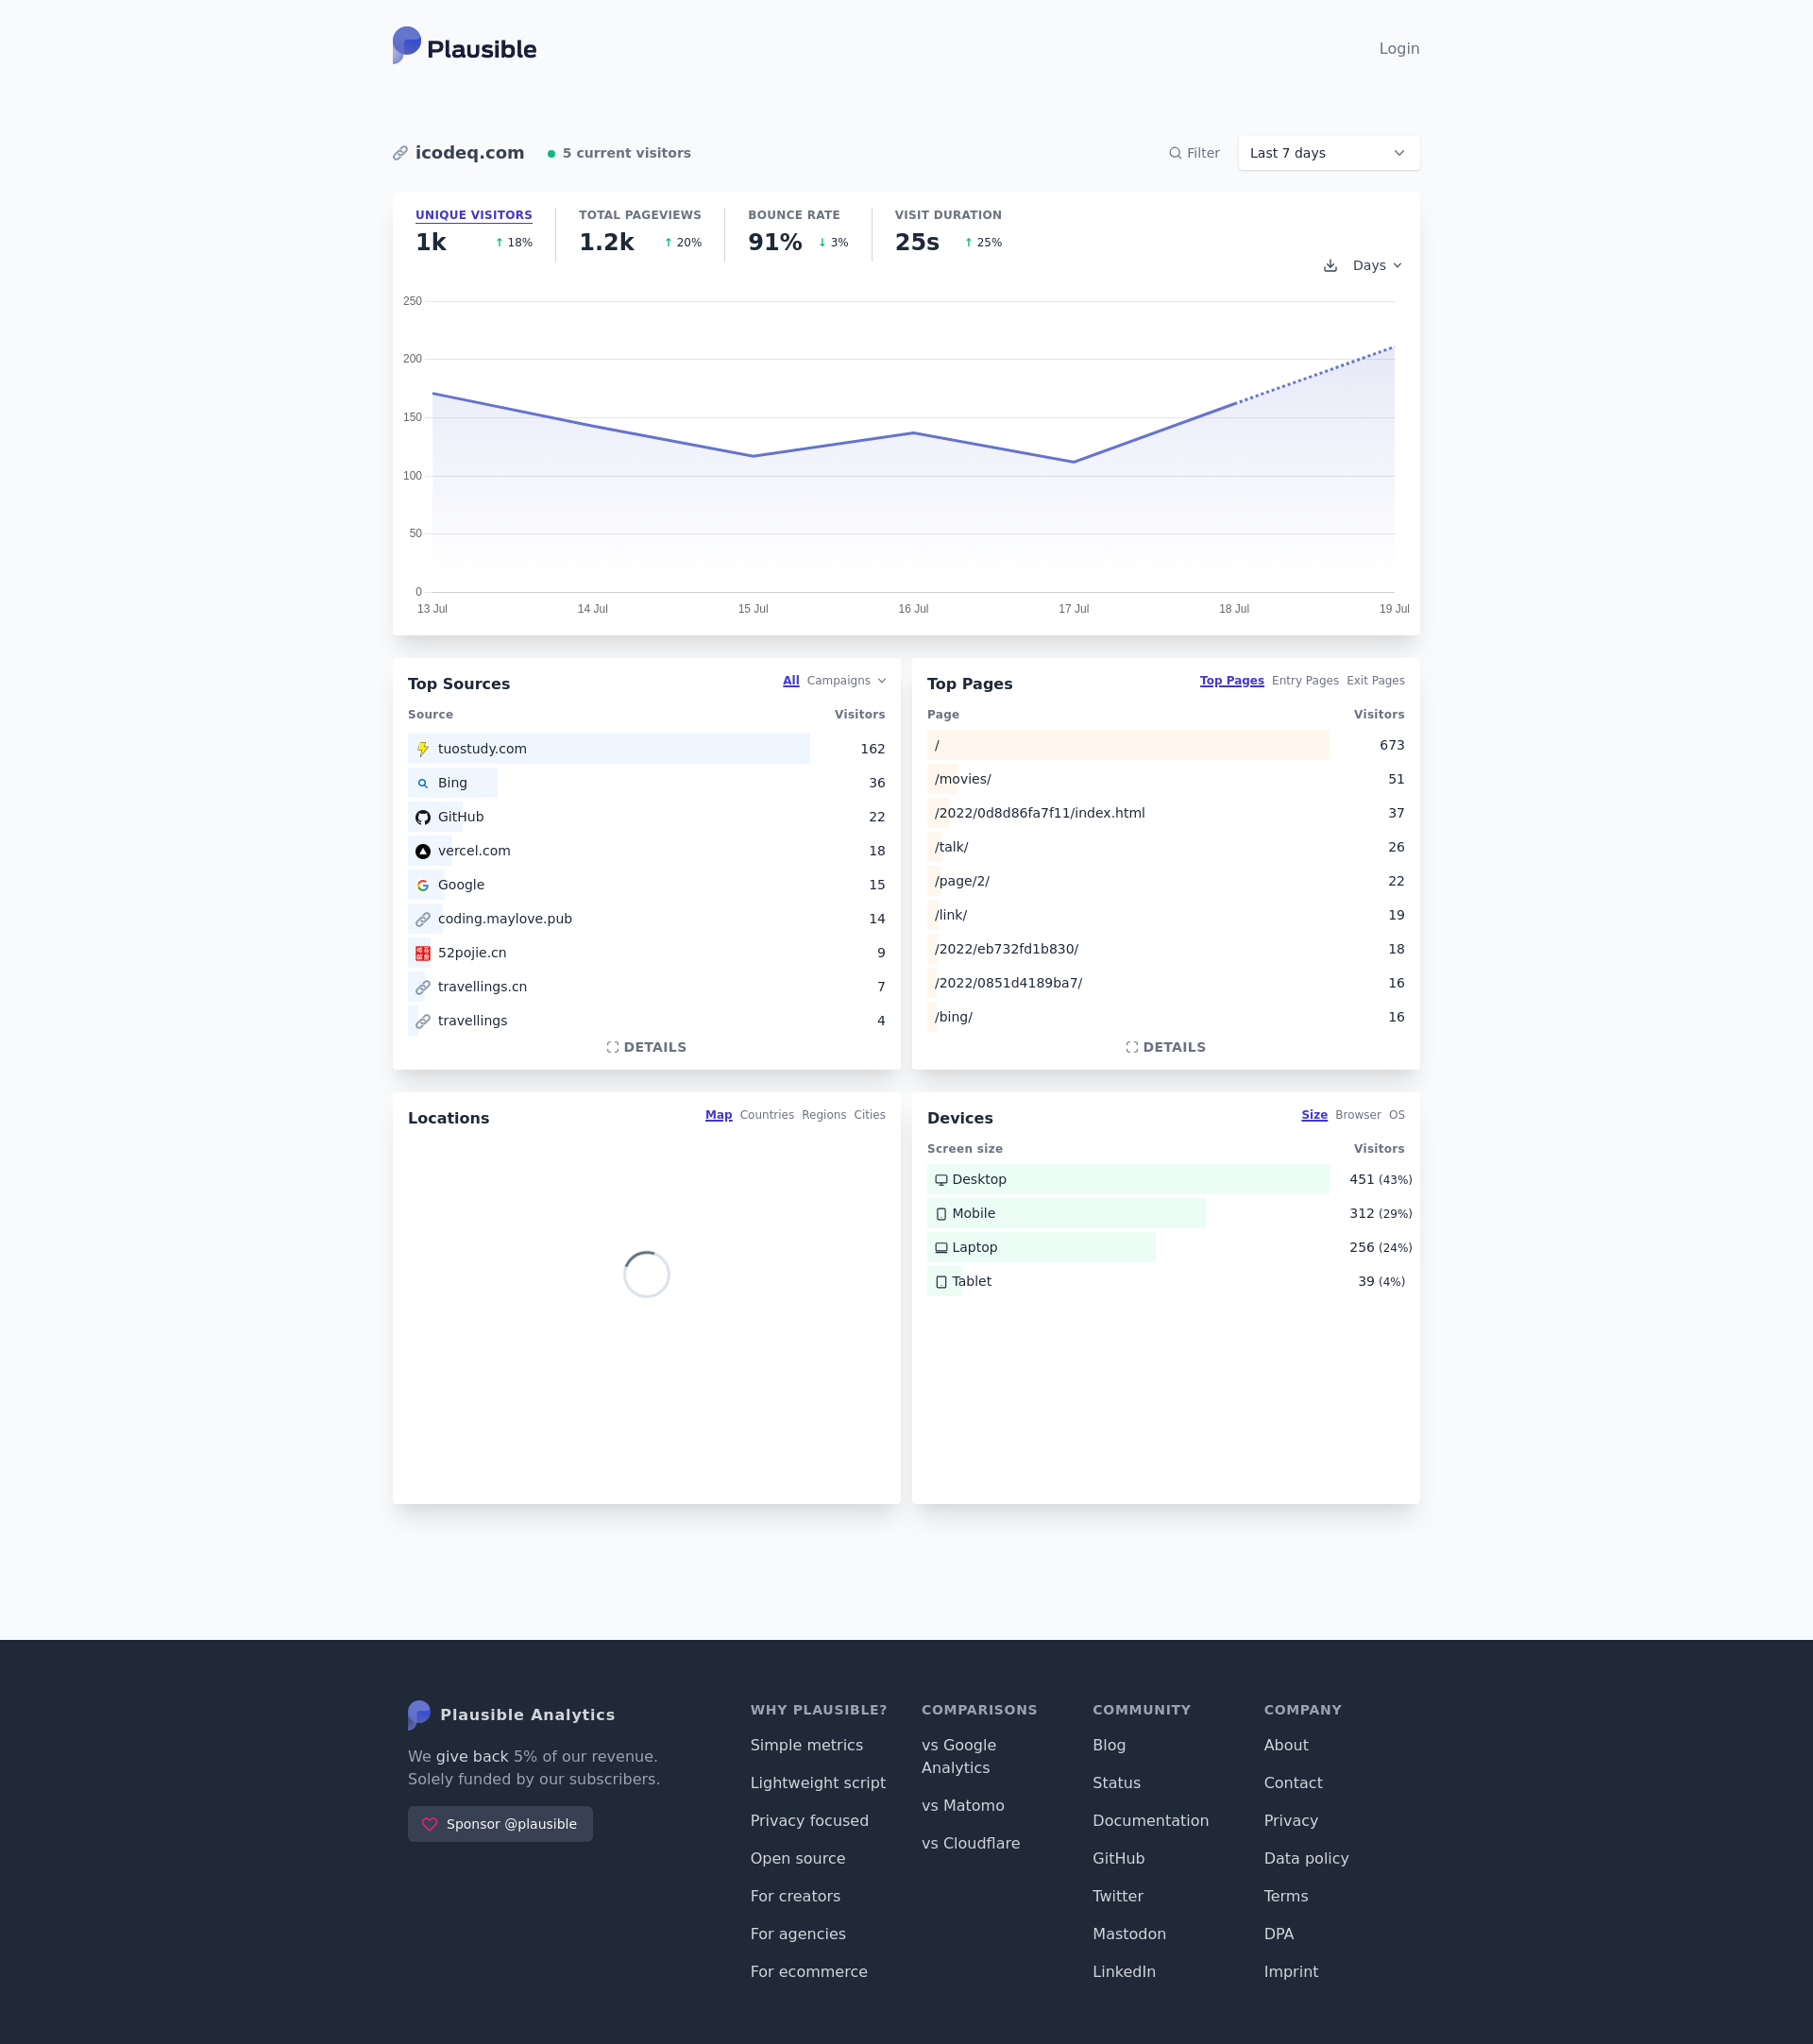 Plausible
Login
icodeq.com
5 current visitors
Filter
Last 7 days
UNIQUE VISITORS
1k
↑ 18%
TOTAL PAGEVIEWS
1.2k
↑ 20%
BOUNCE RATE
91%
↓ 3%
VISIT DURATION
25s
↑ 25%
Days
250
200
150
100
50
0
13 Jul
14 Jul
15 Jul
16 Jul
17 Jul
18 Jul
19 Jul
Top Sources
All Campaigns
Source Visitors
tuostudy.com 162
Bing 36
GitHub 22
vercel.com 18
Google 15
coding.maylove.pub 14
52pojie.cn 9
travellings.cn 7
travellings 4
DETAILS
Top Pages
Top Pages Entry Pages Exit Pages
Page Visitors
/ 673
/movies/ 51
/2022/0d8d86fa7f11/index.html 37
/talk/ 26
/page/2/ 22
/link/ 19
/2022/eb732fd1b830/ 18
/2022/0851d4189ba7/ 16
/bing/ 16
DETAILS
Locations
Map Countries Regions Cities
Devices
Size Browser OS
Screen size Visitors
Desktop 451 (43%)
Mobile 312 (29%)
Laptop 256 (24%)
Tablet 39 (4%)
Plausible Analytics
We give back 5% of our revenue.
Solely funded by our subscribers.
Sponsor @plausible
WHY PLAUSIBLE?
Simple metrics
Lightweight script
Privacy focused
Open source
For creators
For agencies
For ecommerce
COMPARISONS
vs Google
Analytics
vs Matomo
vs Cloudflare
COMMUNITY
Blog
Status
Documentation
GitHub
Twitter
Mastodon
LinkedIn
COMPANY
About
Contact
Privacy
Data policy
Terms
DPA
Imprint